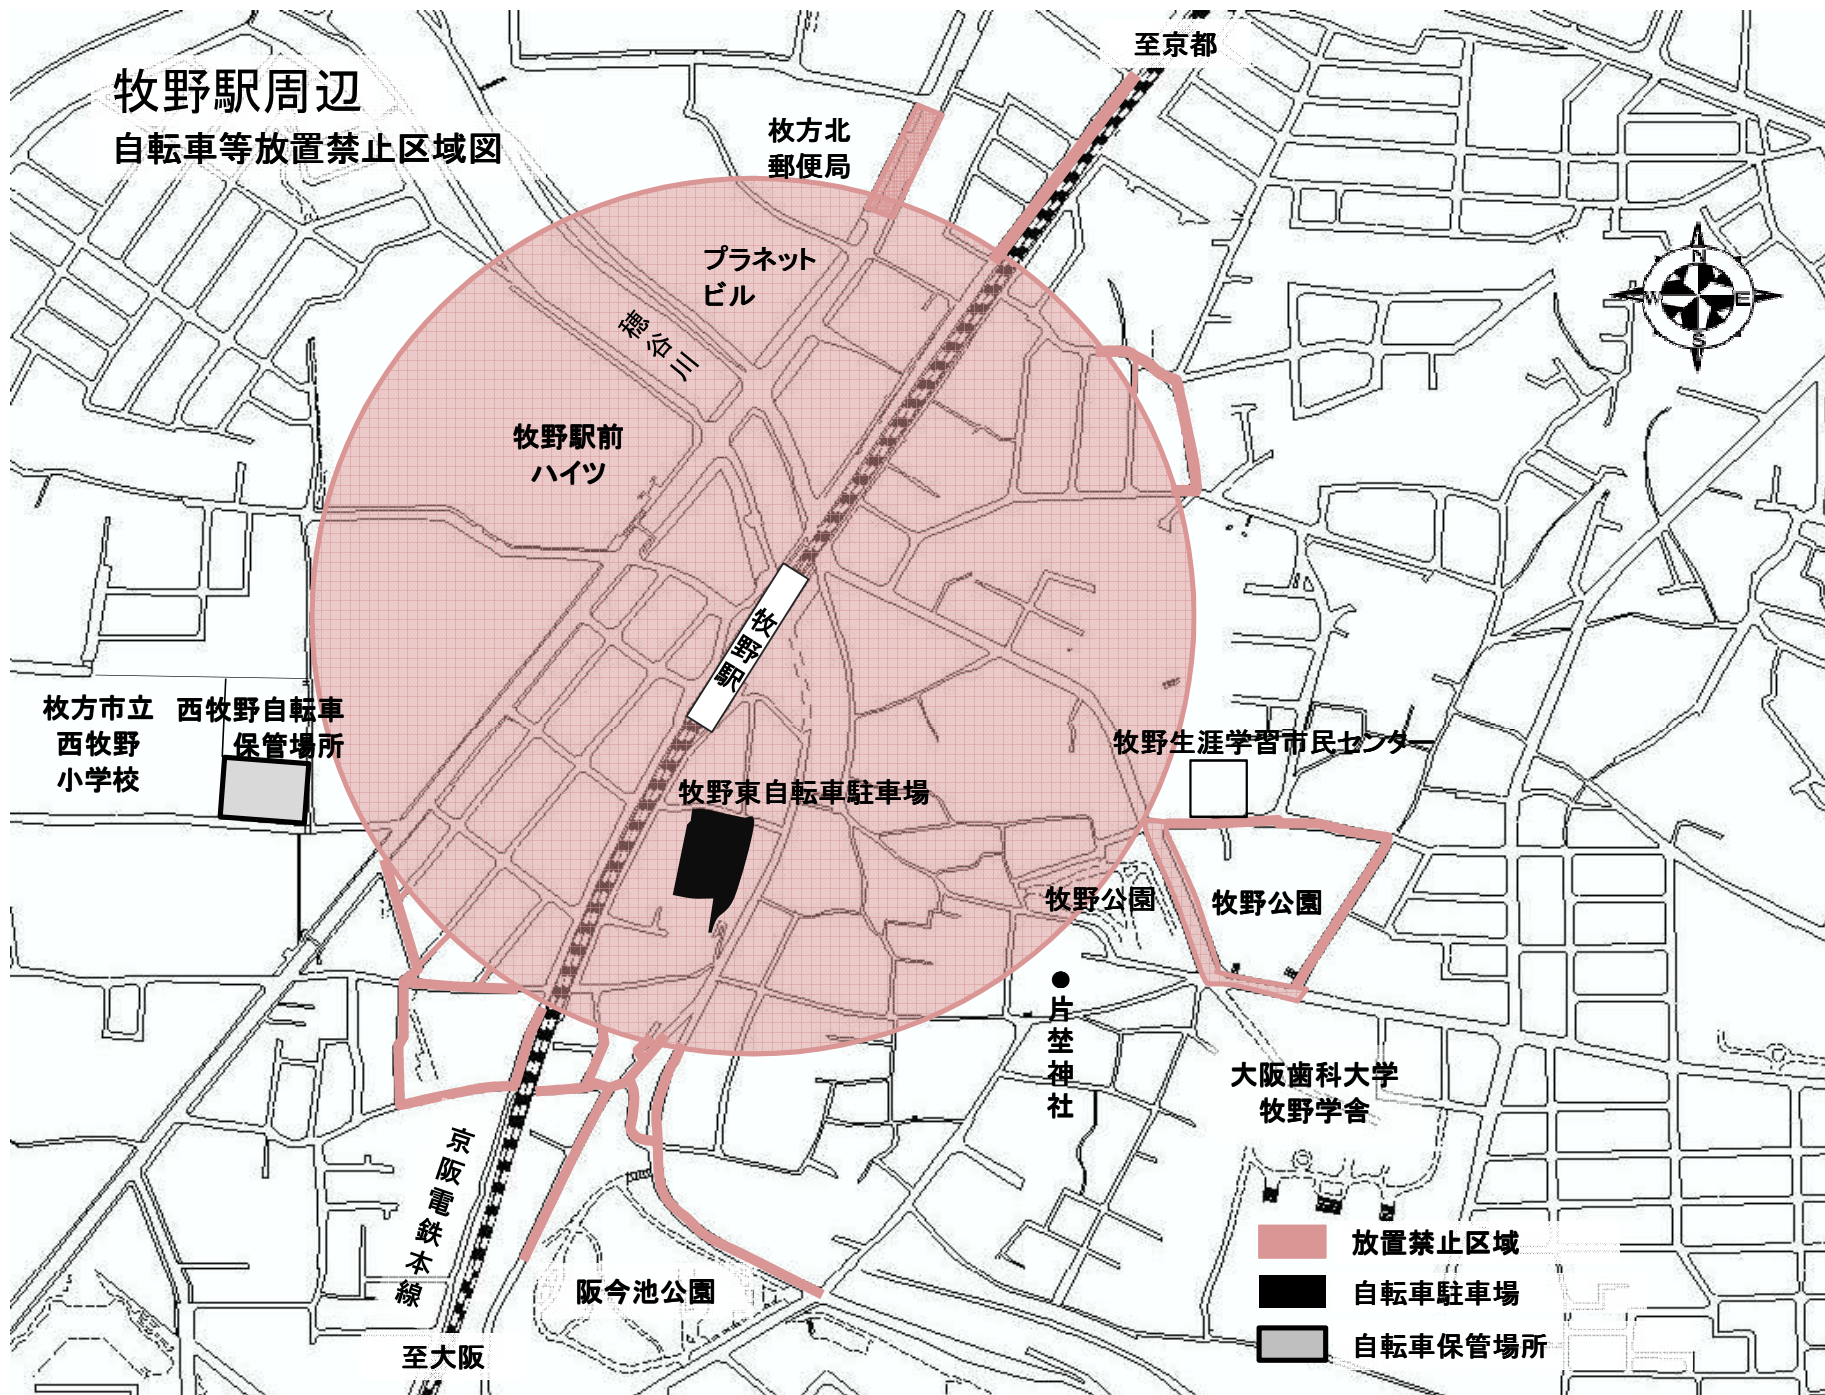 牧野駅周辺
自転車等放置禁止区域図
至京都
枚方北
郵便局
プラネット
ビル
穂谷川
牧野駅前
ハイツ
N
W
E
S
牧野駅
枚方市立
西牧野
小学校
西牧野自転車
保管場所
牧野生涯学習市民センター
牧野東自転車駐車場
牧野公園
牧野公園
片埜神社
大阪歯科大学
牧野学舎
京阪電鉄本線
阪今池公園
至大阪
放置禁止区域
自転車駐車場
自転車保管場所